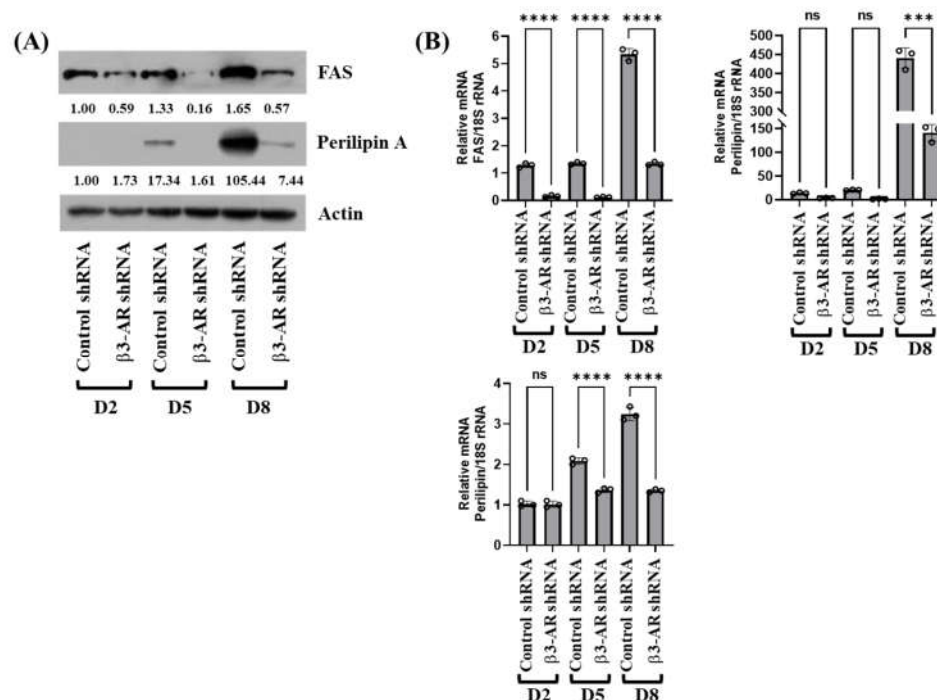 (A)
FAS
1.00 0.59 1.33 0.16 1.65 0.57
Perilipin A
1.00 1.73 17.34 1.61 105.44 7.44
Actin
Control shRNA
β3-AR shRNA
Control shRNA
β3-AR shRNA
Control shRNA
β3-AR shRNA
D2 D5 D8
(B)
**** **** ****
Relative mRNA
FAS/18S rRNA
6
5
4
3
2
1
0
Control shRNA
β3-AR shRNA
Control shRNA
β3-AR shRNA
Control shRNA
β3-AR shRNA
D2 D5 D8
ns ns ***
Relative mRNA
Perilipin/18S rRNA
450
400
350
300
250
150
100
50
0
Control shRNA
β3-AR shRNA
Control shRNA
β3-AR shRNA
Control shRNA
β3-AR shRNA
D2 D5 D8
ns **** ****
Relative mRNA
Perilipin/18S rRNA
4
3
2
1
0
Control shRNA
β3-AR shRNA
Control shRNA
β3-AR shRNA
Control shRNA
β3-AR shRNA
D2 D5 D8